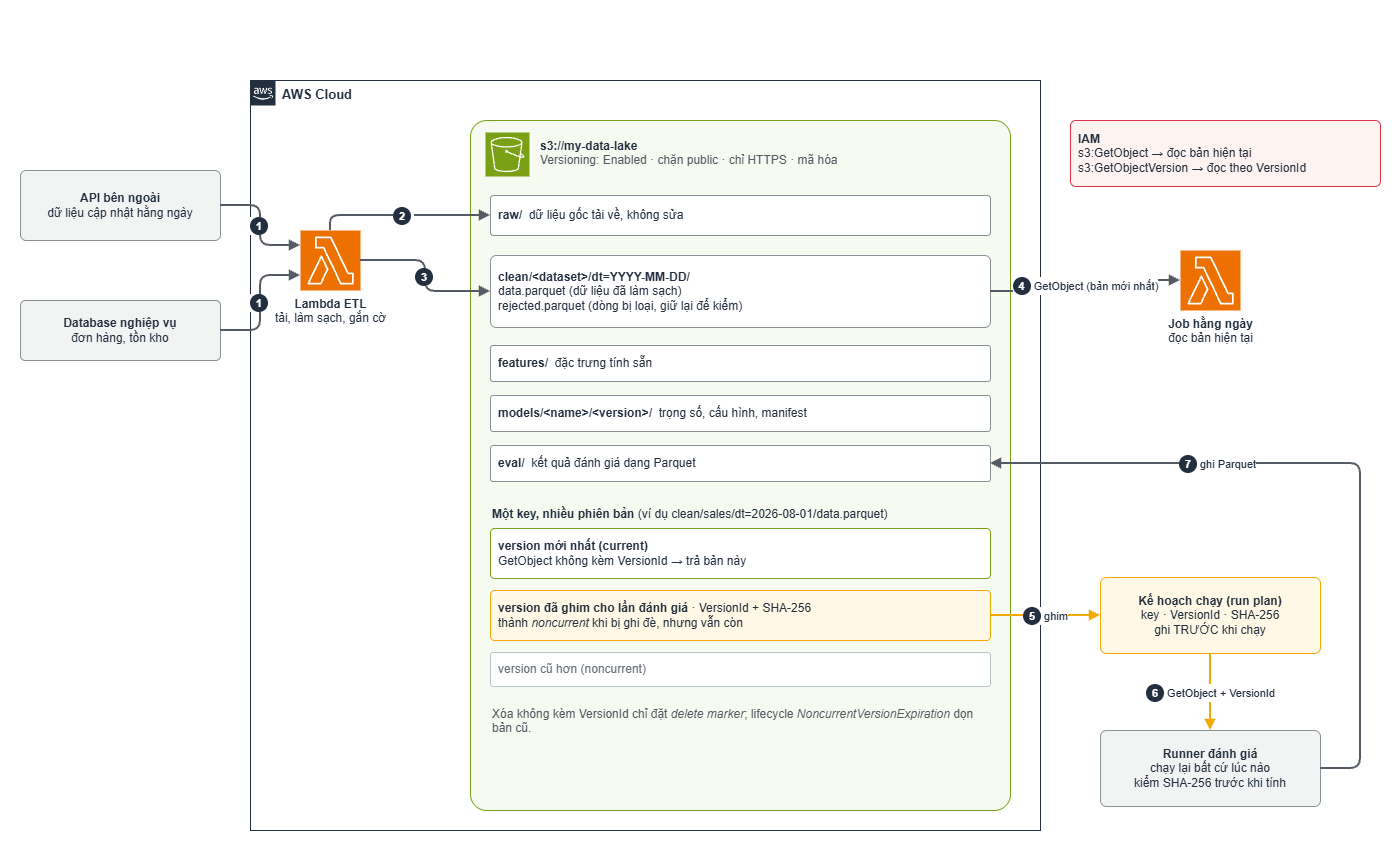 aws
AWS Cloud
s3://my-data-lake
Versioning: Enabled · chặn public · chỉ HTTPS · mã hóa
IAM
s3:GetObject → đọc bản hiện tại
s3:GetObjectVersion → đọc theo VersionId
API bên ngoài
dữ liệu cập nhật hằng ngày
1
2
raw/ dữ liệu gốc tải về, không sửa
Database nghiệp vụ
đơn hàng, tồn kho
1
Lambda ETL
tải, làm sạch, gắn cờ
3
clean/<dataset>/dt=YYYY-MM-DD/
data.parquet (dữ liệu đã làm sạch)
rejected.parquet (dòng bị loại, giữ lại để kiểm)
4 GetObject (bản mới nhất)
Job hằng ngày
đọc bản hiện tại
features/ đặc trưng tính sẵn
models/<name>/<version>/ trọng số, cấu hình, manifest
eval/ kết quả đánh giá dạng Parquet
7 ghi Parquet
Một key, nhiều phiên bản (ví dụ clean/sales/dt=2026-08-01/data.parquet)
version mới nhất (current)
GetObject không kèm VersionId → trả bản này
version đã ghim cho lần đánh giá · VersionId + SHA-256
thành noncurrent khi bị ghi đè, nhưng vẫn còn
5 ghim
Kế hoạch chạy (run plan)
key · VersionId · SHA-256
ghi TRƯỚC khi chạy
version cũ hơn (noncurrent)
6 GetObject + VersionId
Xóa không kèm VersionId chỉ đặt delete marker; lifecycle NoncurrentVersionExpiration dọn
bản cũ.
Runner đánh giá
chạy lại bất cứ lúc nào
kiểm SHA-256 trước khi tính